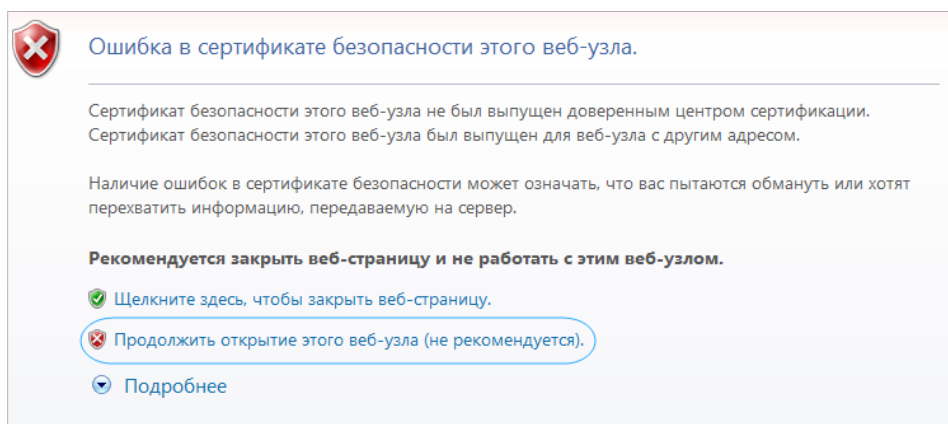 Ошибка в сертификате безопасности этого веб-узла.
Сертификат безопасности этого веб-узла не был выпущен доверенным центром сертификации.
Сертификат безопасности этого веб-узла был выпущен для веб-узла с другим адресом.
Наличие ошибок в сертификате безопасности может означать, что вас пытаются обмануть или хотят
перехватить информацию, передаваемую на сервер.
Рекомендуется закрыть веб-страницу и не работать с этим веб-узлом.
Щелкните здесь, чтобы закрыть веб-страницу.
Продолжить открытие этого веб-узла (не рекомендуется).
Подробнее